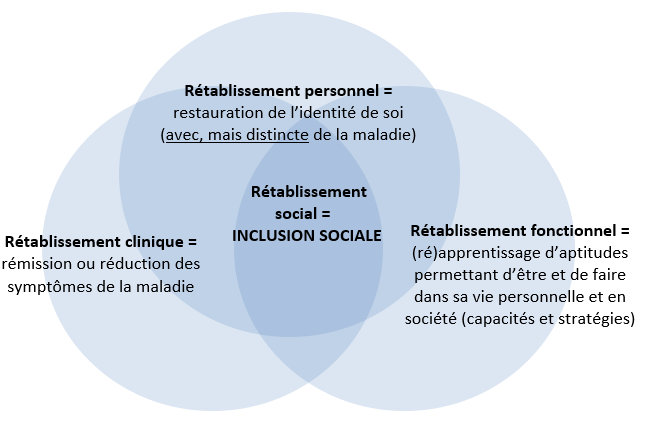 Rétablissement personnel =
restauration de l’identité de soi
(avec, mais distincte de la maladie)
Rétablissement
social =
INCLUSION SOCIALE
Rétablissement clinique =
rémission ou réduction des
symptômes de la maladie
Rétablissement fonctionnel =
(ré)apprentissage d’aptitudes
permettant d’être et de faire
dans sa vie personnelle et en
société (capacités et stratégies)